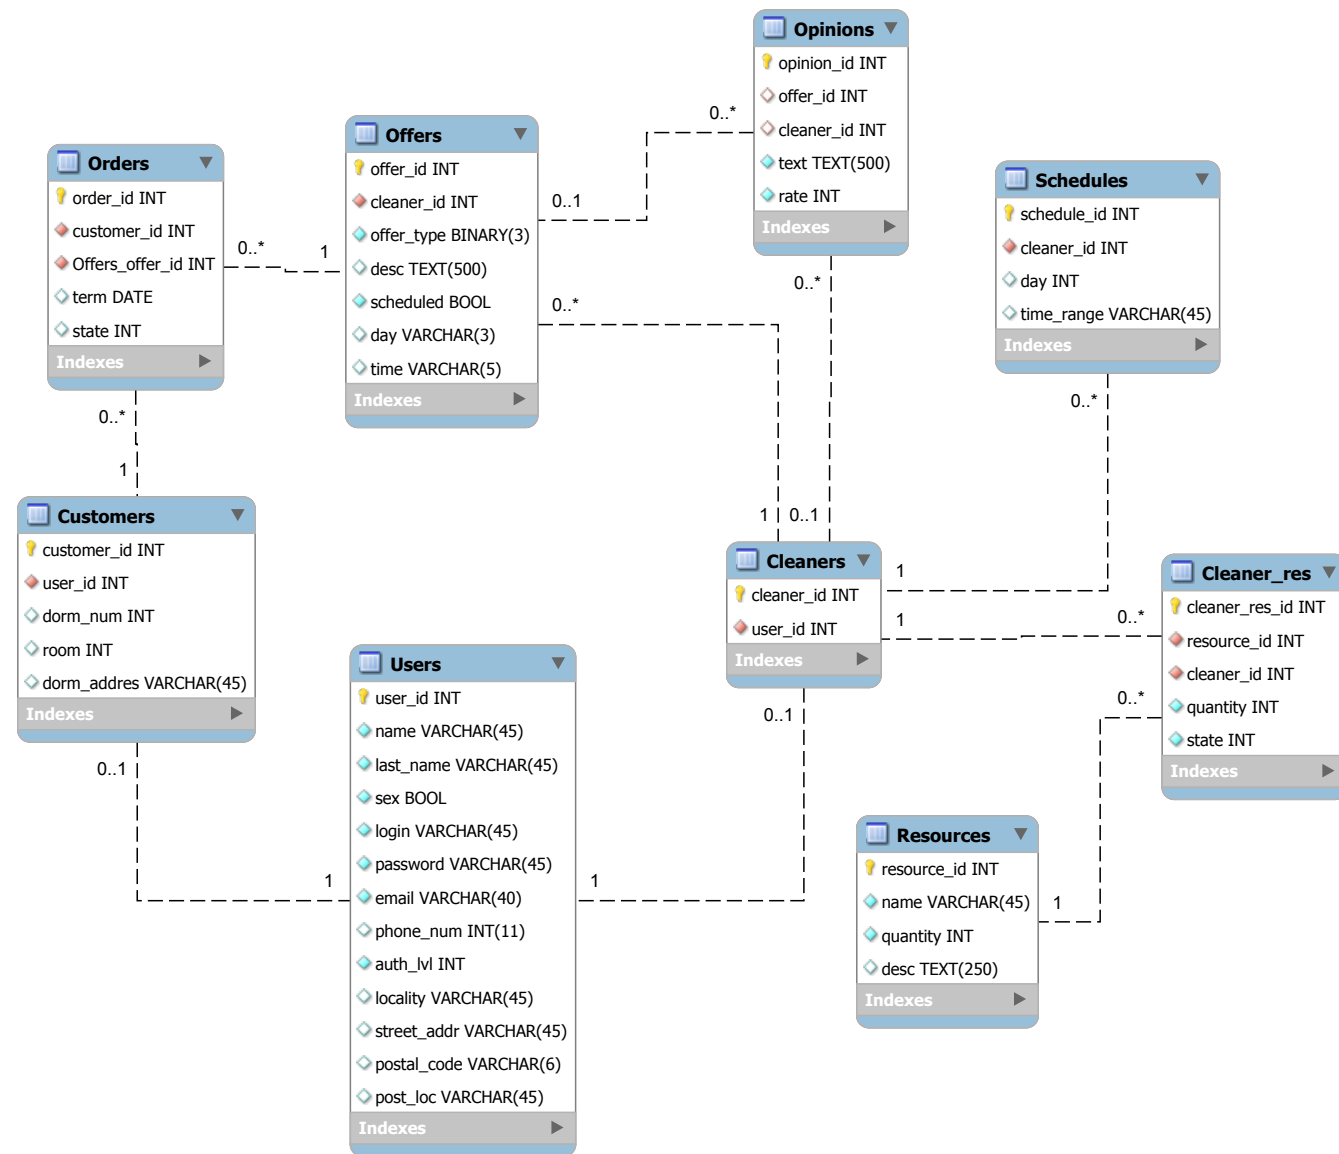 Opinions
opinion_id INT
offer_id INT
cleaner_id INT
text TEXT(500)
rate INT
Indexes
0..*
0..*
Offers
offer_id INT
cleaner_id INT
offer_type BINARY(3)
desc TEXT(500)
scheduled BOOL
day VARCHAR(3)
time VARCHAR(5)
Indexes
0..1
0..*
1
Orders
order_id INT
customer_id INT
Offers_offer_id INT
term DATE
state INT
Indexes
0..*
0..*
1
Schedules
schedule_id INT
cleaner_id INT
day INT
time_range VARCHAR(45)
Indexes
0..*
Customers
customer_id INT
user_id INT
dorm_num INT
room INT
dorm_addres VARCHAR(45)
Indexes
0..1
1
0..1
Cleaners
cleaner_id INT
user_id INT
Indexes
1
1
0..1
Cleaner_res
cleaner_res_id INT
resource_id INT
cleaner_id INT
quantity INT
state INT
Indexes
0..*
0..*
Users
user_id INT
name VARCHAR(45)
last_name VARCHAR(45)
sex BOOL
login VARCHAR(45)
password VARCHAR(45)
email VARCHAR(40)
phone_num INT(11)
auth_lvl INT
locality VARCHAR(45)
street_addr VARCHAR(45)
postal_code VARCHAR(6)
post_loc VARCHAR(45)
Indexes
1
1
Resources
resource_id INT
name VARCHAR(45)
quantity INT
desc TEXT(250)
Indexes
1